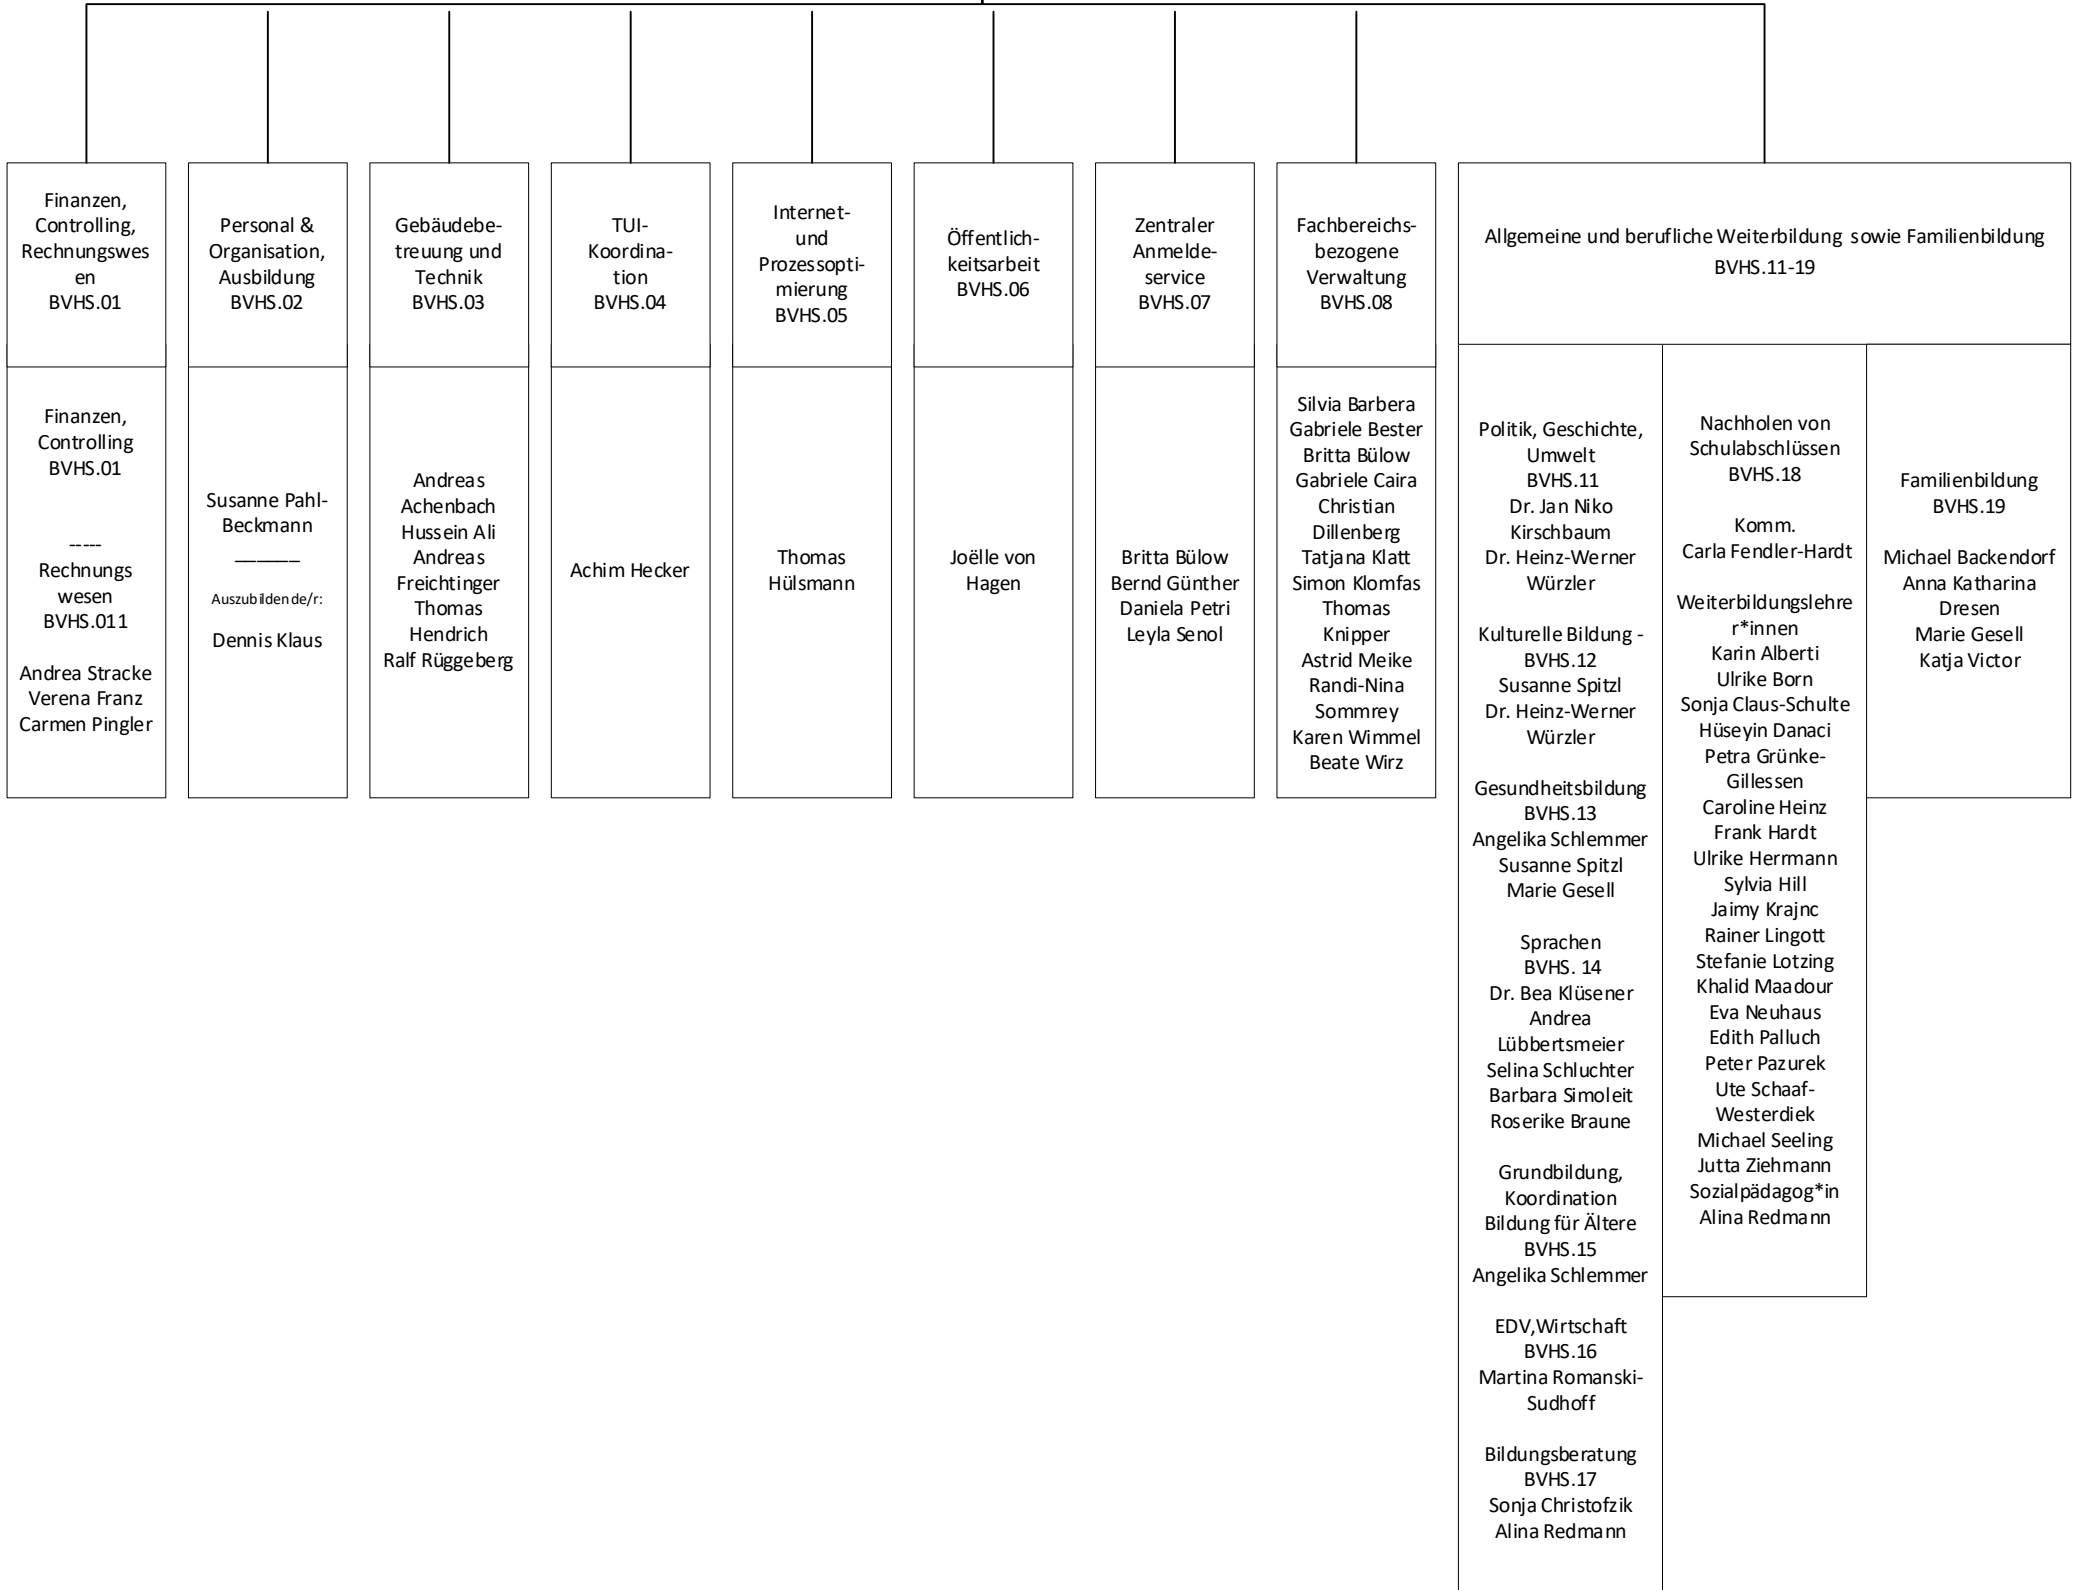 Finanzen,
Controlling,
Rechnungswes
en
BVHS.01
Personal &
Organisation,
Ausbildung
BVHS.02
Gebäudebe-
treuung und
Technik
BVHS.03
TUI-
Koordina-
tion
BVHS.04
Internet-
und
Prozessopti-
mierung
BVHS.05
Öffentlich-
keitsarbeit
BVHS.06
Zentraler
Anmelde-
service
BVHS.07
Fachbereichs-
bezogene
Verwaltung
BVHS.08
Allgemeine und berufliche Weiterbildung sowie Familienbildung
BVHS.11-19
Finanzen,
Controlling
BVHS.01
-----
Rechnungs
wesen
BVHS.011
Andrea Stracke
Verena Franz
Carmen Pingler
Susanne Pahl-
Beckmann
_______
Auszubildende/r:
Dennis Klaus
Andreas
Achenbach
Hussein Ali
Andreas
Freichtinger
Thomas
Hendrich
Ralf Rüggeberg
Achim Hecker
Thomas
Hülsmann
Joëlle von
Hagen
Britta Bülow
Bernd Günther
Daniela Petri
Leyla Senol
Silvia Barbera
Gabriele Bester
Britta Bülow
Gabriele Caira
Christian
Dillenberg
Tatjana Klatt
Simon Klomfas
Thomas
Knipper
Astrid Meike
Randi-Nina
Sommrey
Karen Wimmel
Beate Wirz
Politik, Geschichte,
Umwelt
BVHS.11
Dr. Jan Niko
Kirschbaum
Dr. Heinz-Werner
Würzler
Kulturelle Bildung -
BVHS.12
Susanne Spitzl
Dr. Heinz-Werner
Würzler
Gesundheitsbildung
BVHS.13
Angelika Schlemmer
Susanne Spitzl
Marie Gesell
Sprachen
BVHS. 14
Dr. Bea Klüsener
Andrea
Lübbertsmeier
Selina Schluchter
Barbara Simoleit
Roserike Braune
Grundbildung,
Koordination
Bildung für Ältere
BVHS.15
Angelika Schlemmer
EDV,Wirtschaft
BVHS.16
Martina Romanski-
Sudhoff
Bildungsberatung
BVHS.17
Sonja Christofzik
Alina Redmann
Nachholen von
Schulabschlüssen
BVHS.18
Komm.
Carla Fendler-Hardt
Weiterbildungslehre
r*innen
Karin Alberti
Ulrike Born
Sonja Claus-Schulte
Hüseyin Danaci
Petra Grünke-
Gillessen
Caroline Heinz
Frank Hardt
Ulrike Herrmann
Sylvia Hill
Jaimy Krajnc
Rainer Lingott
Stefanie Lotzing
Khalid Maadour
Eva Neuhaus
Edith Palluch
Peter Pazurek
Ute Schaaf-
Westerdiek
Michael Seeling
Jutta Ziehmann
Sozialpädagog*in
Alina Redmann
Familienbildung
BVHS.19
Michael Backendorf
Anna Katharina
Dresen
Marie Gesell
Katja Victor